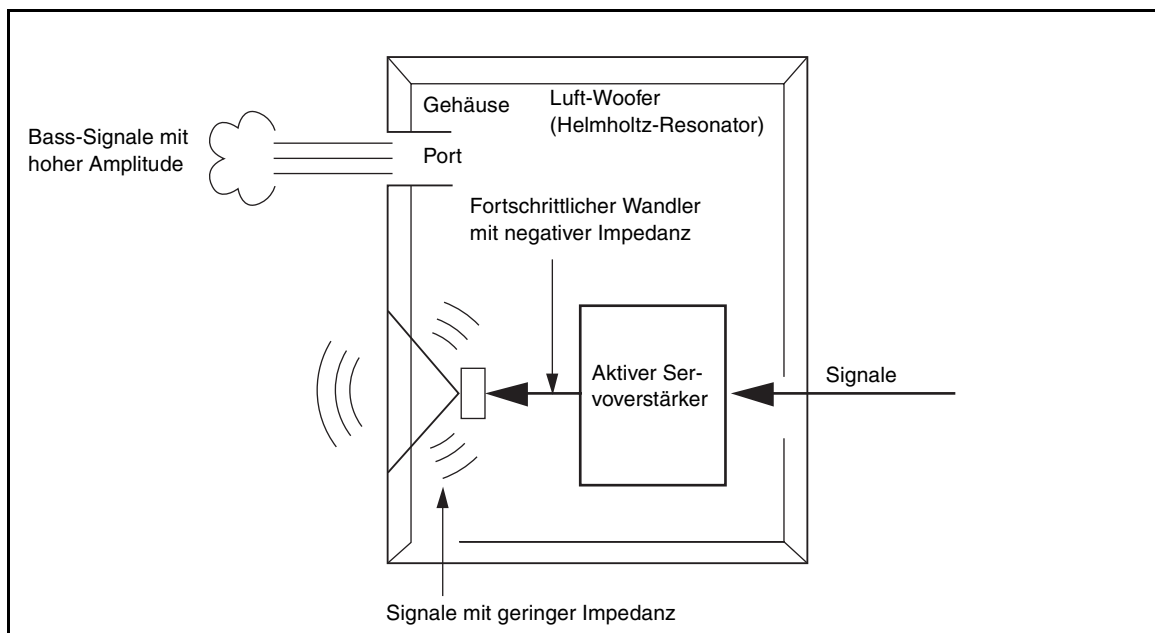 Gehäuse
Luft-Woofer
(Helmholtz-Resonator)
Bass-Signale mit
hoher Amplitude
Port
Fortschrittlicher Wandler
mit negativer Impedanz
Aktiver Ser-
voverstärker
Signale
Signale mit geringer Impedanz